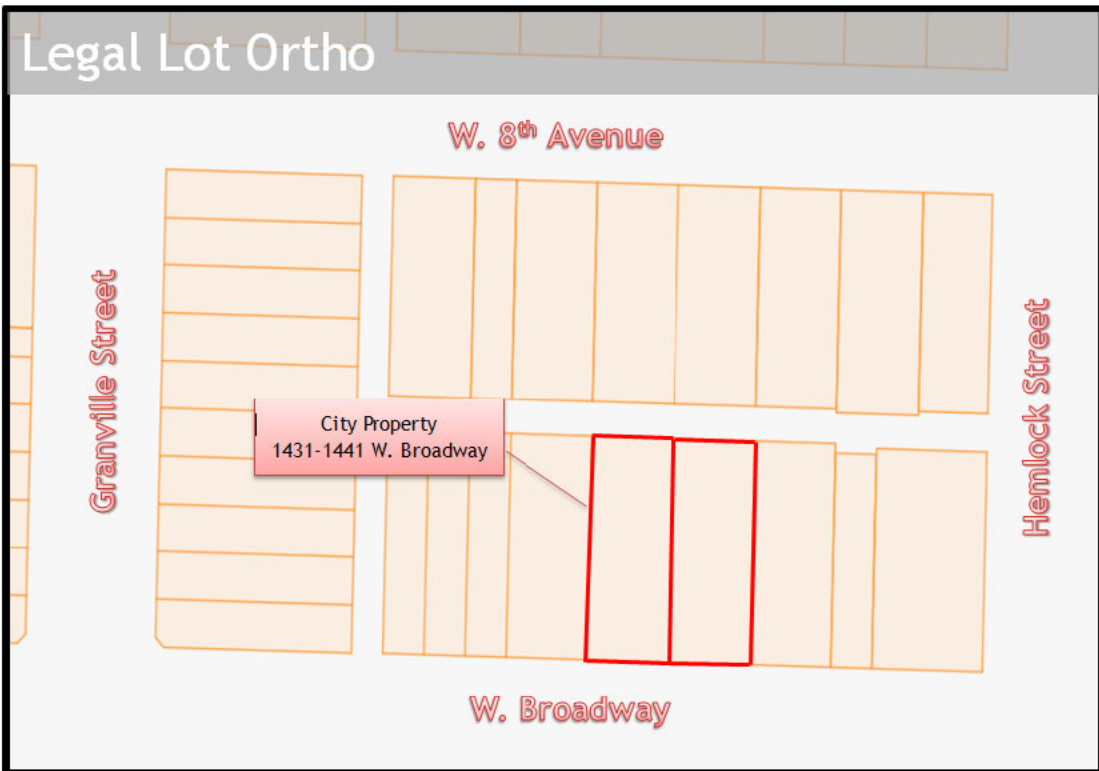 Legal Lot Ortho
W. 8th Avenue
Granville Street
City Property
1431-1441 W. Broadway
Hemlock Street
W. Broadway